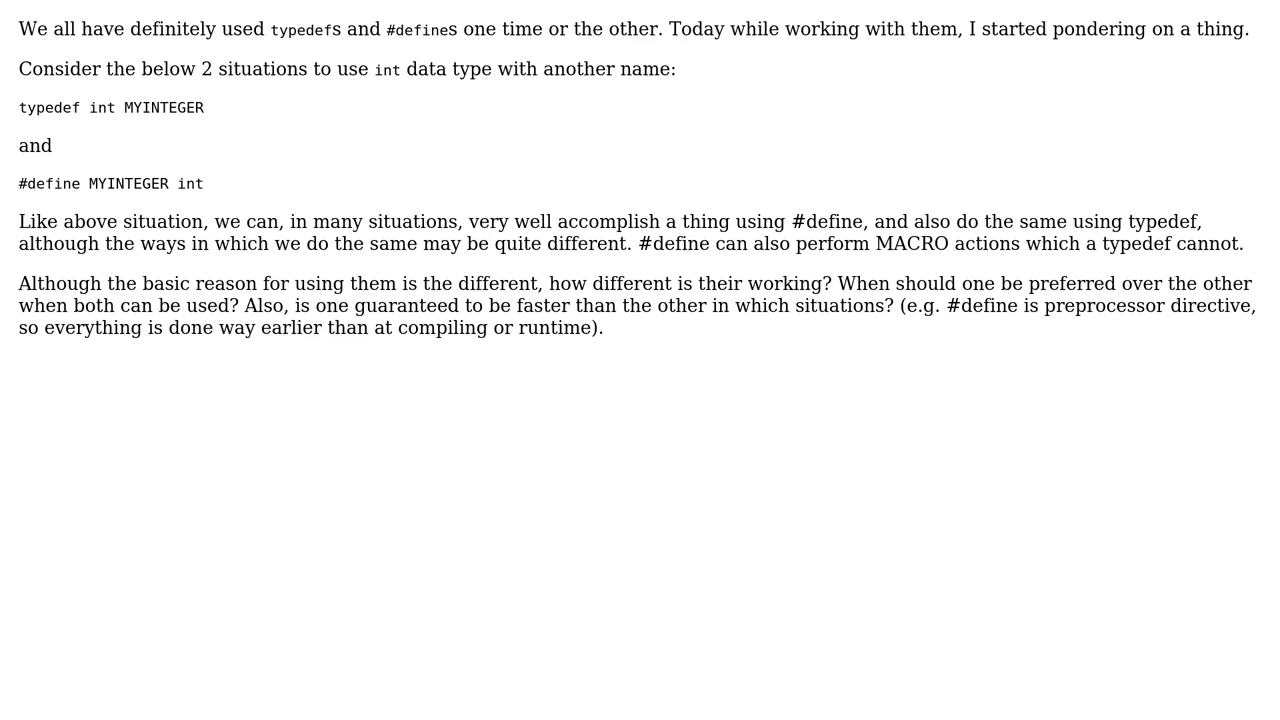 We all have definitely used typedefs and #defines one time or the other. Today while working with them, I started pondering on a thing.
Consider the below 2 situations to use int data type with another name:
typedef int MYINTEGER
and
#define MYINTEGER int
Like above situation, we can, in many situations, very well accomplish a thing using #define, and also do the same using typedef,
although the ways in which we do the same may be quite different. #define can also perform MACRO actions which a typedef cannot.
Although the basic reason for using them is the different, how different is their working? When should one be preferred over the other
when both can be used? Also, is one guaranteed to be faster than the other in which situations? (e.g. #define is preprocessor directive,
so everything is done way earlier than at compiling or runtime).